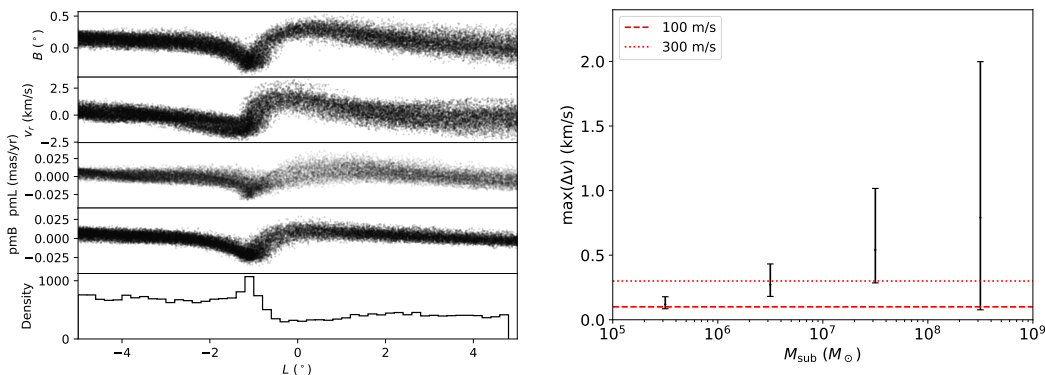 0.5
0.0
B (°)
2.5
0.0
−2.5
v_r (km/s)
0.025
0.000
−0.025
pmL (mas/yr)
0.025
0.000
−0.025
pmB
1000
0
Density
−4 −2 0 2 4
L (°)
100 m/s
300 m/s
2.0
1.5
1.0
0.5
0.0
max(Δv) (km/s)
10^5 10^6 10^7 10^8 10^9
M_sub (M_⊙)